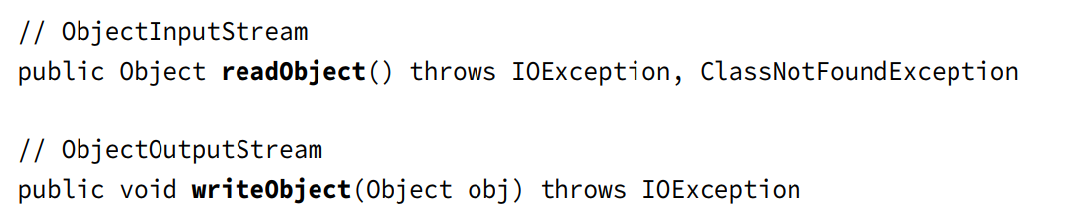 // ObjectInputStream
public Object readObject() throws IOException, ClassNotFoundException
// ObjectOutputStream
public void writeObject(Object obj) throws IOException